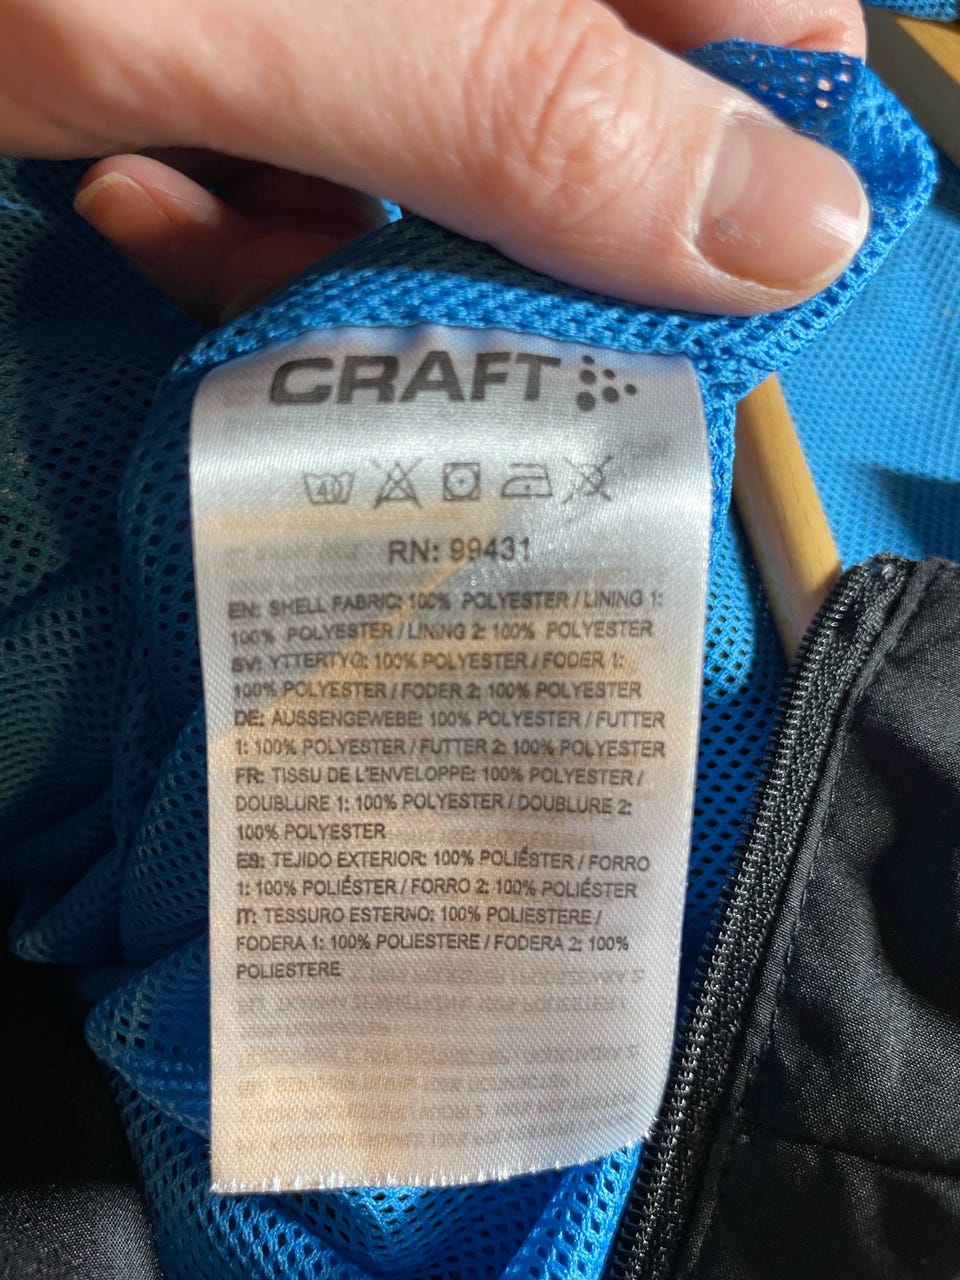 CRAFT
40
RN: 99431
EN: SHELL FABRIC: 100% POLYESTER / LINING 1:
100% POLYESTER / LINING 2: 100% POLYESTER
SV: YTTERTYG: 100% POLYESTER / FODER 1:
100% POLYESTER / FODER 2: 100% POLYESTER
DE: AUSSENGEWEBE: 100% POLYESTER / FUTTER
1: 100% POLYESTER / FUTTER 2: 100% POLYESTER
FR: TISSU DE L'ENVELOPPE: 100% POLYESTER /
DOUBLURE 1: 100% POLYESTER / DOUBLURE 2:
100% POLYESTER
ES: TEJIDO EXTERIOR: 100% POLIÉSTER / FORRO
1: 100% POLIÉSTER / FORRO 2: 100% POLIÉSTER
IT: TESSURO ESTERNO: 100% POLIESTERE /
FODERA 1: 100% POLIESTERE / FODERA 2: 100%
POLIESTERE